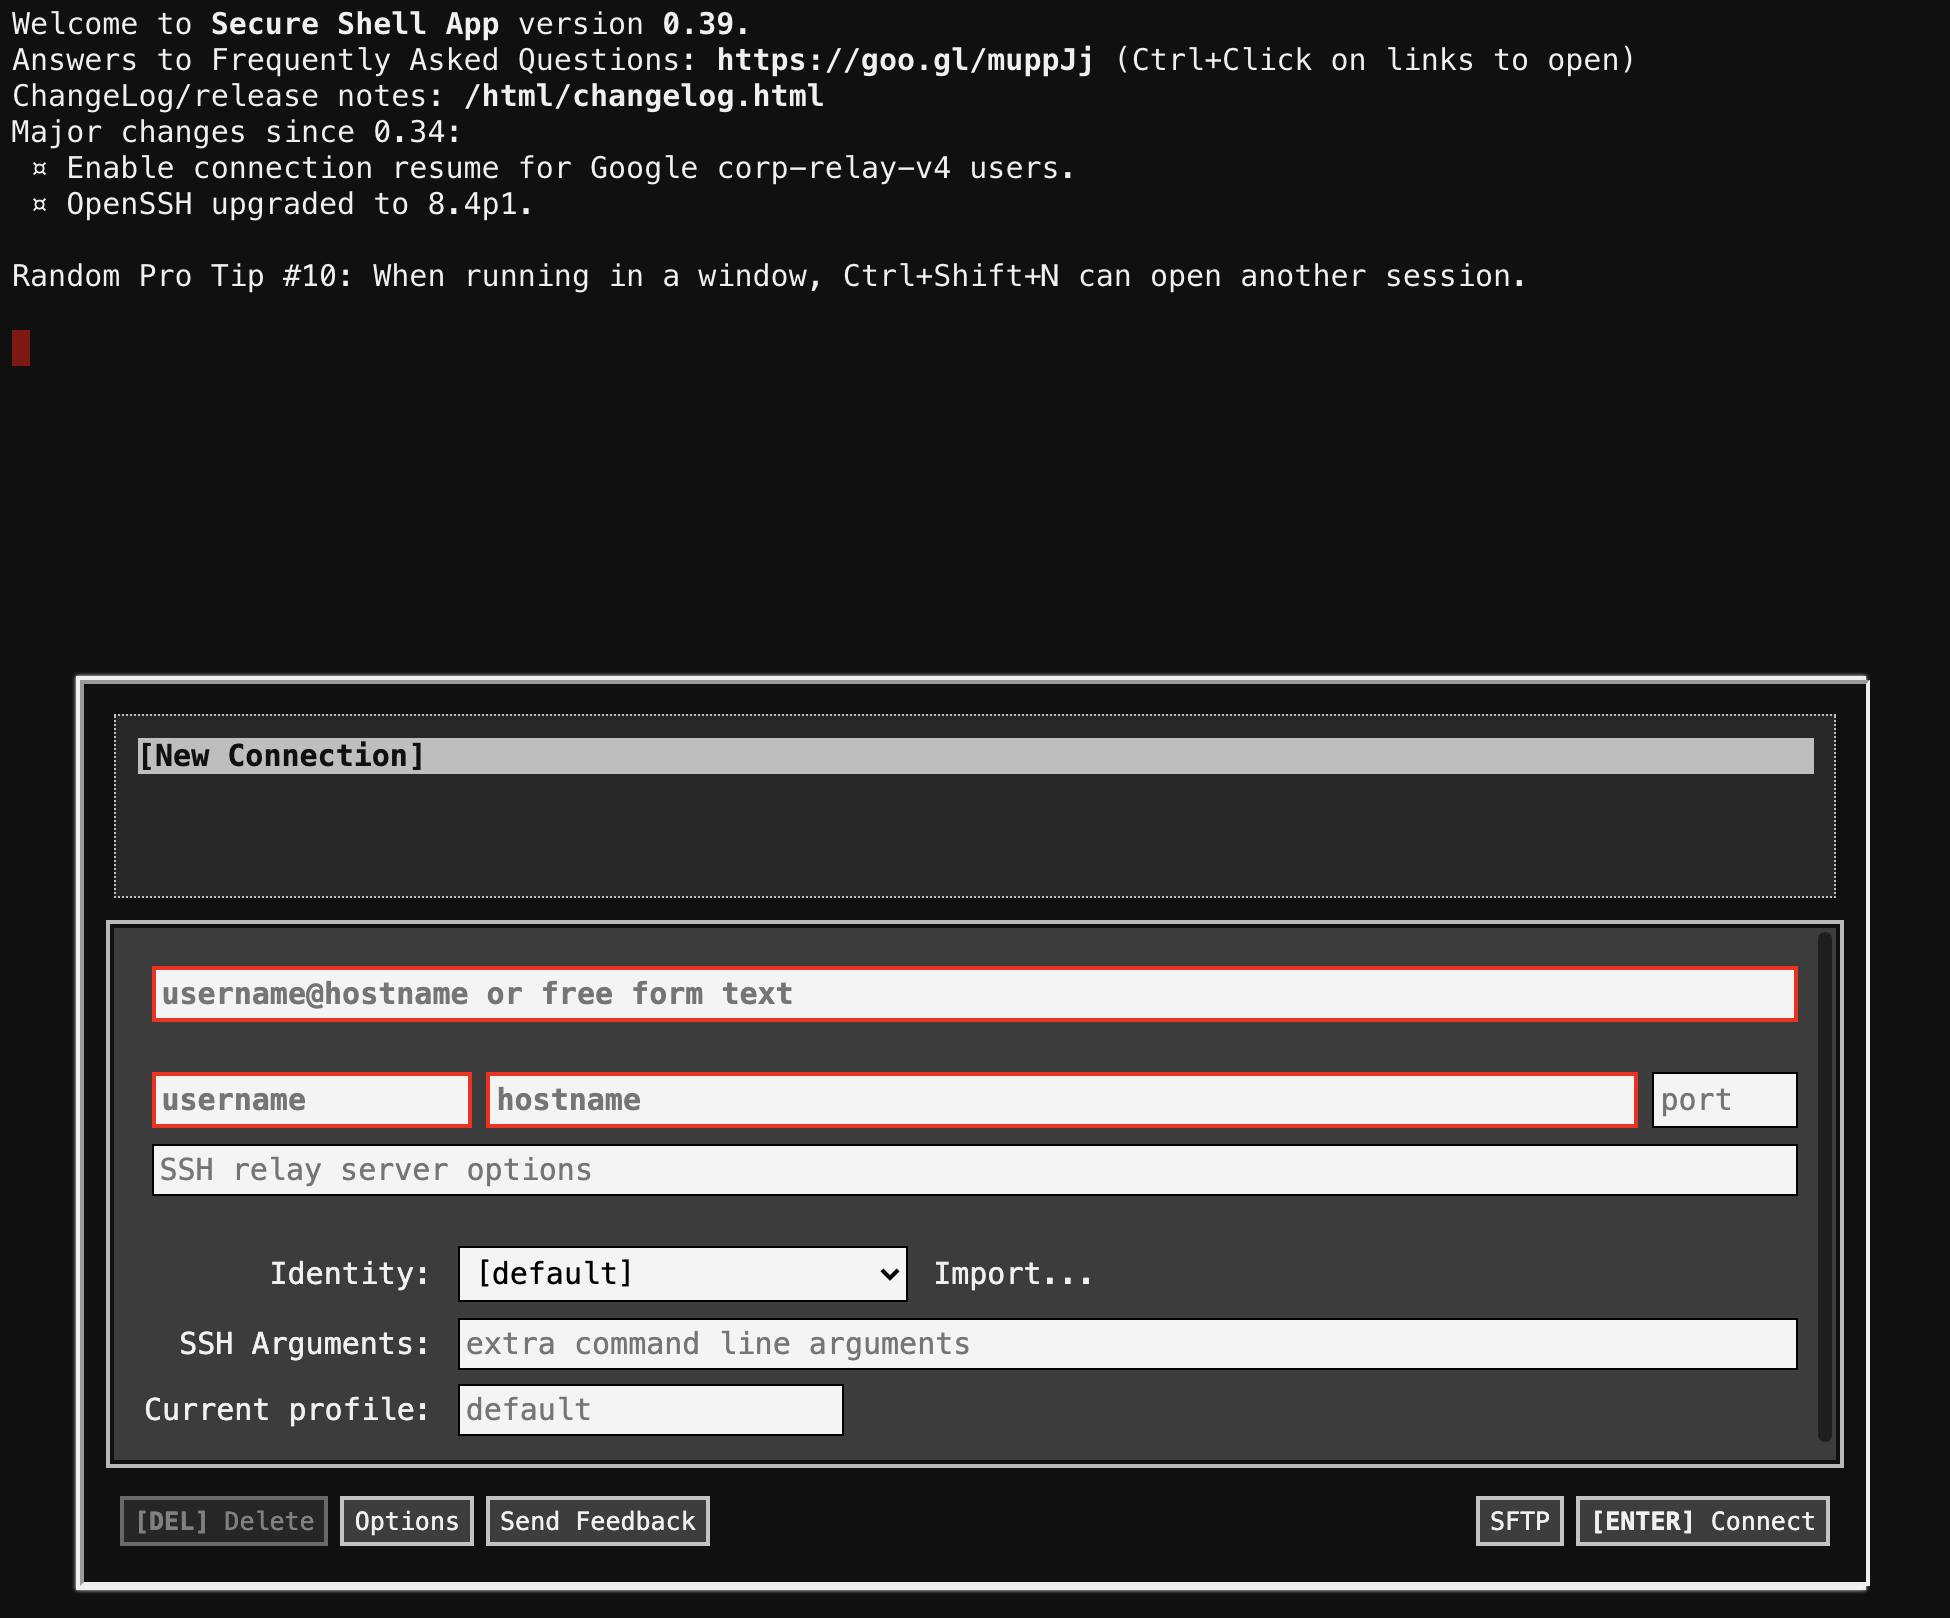 Welcome to Secure Shell App version 0.39.
Answers to Frequently Asked Questions: https://goo.gl/muppJj (Ctrl+Click on links to open)
ChangeLog/release notes: /html/changelog.html
Major changes since 0.34:
¤ Enable connection resume for Google corp-relay-v4 users.
¤ OpenSSH upgraded to 8.4p1.
Random Pro Tip #10: When running in a window, Ctrl+Shift+N can open another session.
[New Connection]
username@hostname or free form text
username hostname port
SSH relay server options
Identity: [default] Import...
SSH Arguments: extra command line arguments
Current profile: default
[DEL] Delete Options Send Feedback SFTP [ENTER] Connect